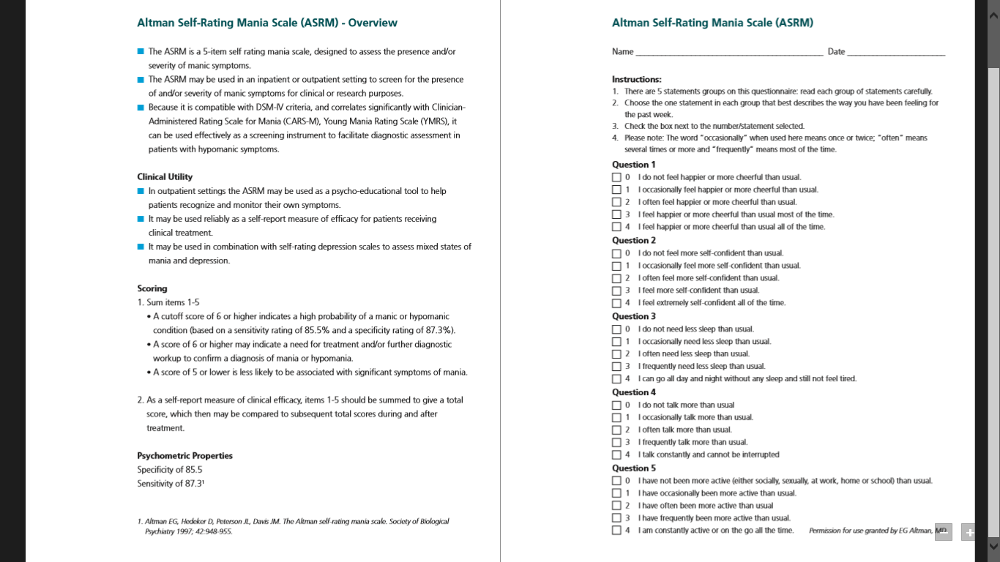 Altman Self-Rating Mania Scale (ASRM) - Overview
The ASRM is a 5-item self rating mania scale, designed to assess the presence and/or
severity of manic symptoms.
The ASRM may be used in an inpatient or outpatient setting to screen for the presence
of and/or severity of manic symptoms for clinical or research purposes.
Because it is compatible with DSM-IV criteria, and correlates significantly with Clinician-
Administered Rating Scale for Mania (CARS-M), Young Mania Rating Scale (YMRS), it
can be used effectively as a screening instrument to facilitate diagnostic assessment in
patients with hypomanic symptoms.
Clinical Utility
In outpatient settings the ASRM may be used as a psycho-educational tool to help
patients recognize and monitor their own symptoms.
It may be used reliably as a self-report measure of efficacy for patients receiving
clinical treatment.
It may be used in combination with self-rating depression scales to assess mixed states of
mania and depression.
Scoring
1. Sum items 1-5
• A cutoff score of 6 or higher indicates a high probability of a manic or hypomanic
condition (based on a sensitivity rating of 85.5% and a specificity rating of 87.3%).
• A score of 6 or higher may indicate a need for treatment and/or further diagnostic
workup to confirm a diagnosis of mania or hypomania.
• A score of 5 or lower is less likely to be associated with significant symptoms of mania.
2. As a self-report measure of clinical efficacy, items 1-5 should be summed to give a total
score, which then may be compared to subsequent total scores during and after
treatment.
Psychometric Properties
Specificity of 85.5
Sensitivity of 87.3¹
1. Altman EG, Hedeker D, Peterson JL, Davis JM. The Altman self-rating mania scale. Society of Biological
Psychiatry 1997; 42:948-955.
Altman Self-Rating Mania Scale (ASRM)
Name ________ Date ________
Instructions:
1. There are 5 statements groups on this questionnaire: read each group of statements carefully.
2. Choose the one statement in each group that best describes the way you have been feeling for
the past week.
3. Check the box next to the number/statement selected.
4. Please note: The word "occasionally" when used here means once or twice; "often" means
several times or more and "frequently" means most of the time.
Question 1
0 I do not feel happier or more cheerful than usual.
1 I occasionally feel happier or more cheerful than usual.
2 I often feel happier or more cheerful than usual.
3 I feel happier or more cheerful than usual most of the time.
4 I feel happier or more cheerful than usual all of the time.
Question 2
0 I do not feel more self-confident than usual.
1 I occasionally feel more self-confident than usual.
2 I often feel more self-confident than usual.
3 I feel more self-confident than usual.
4 I feel extremely self-confident all of the time.
Question 3
0 I do not need less sleep than usual.
1 I occasionally need less sleep than usual.
2 I often need less sleep than usual.
3 I frequently need less sleep than usual.
4 I can go all day and night without any sleep and still not feel tired.
Question 4
0 I do not talk more than usual
1 I occasionally talk more than usual.
2 I often talk more than usual.
3 I frequently talk more than usual.
4 I talk constantly and cannot be interrupted
Question 5
0 I have not been more active (either socially, sexually, at work, home or school) than usual.
1 I have occasionally been more active than usual.
2 I have often been more active than usual
3 I have frequently been more active than usual.
4 I am constantly active or on the go all the time. Permission for use granted by EG Altman, MD